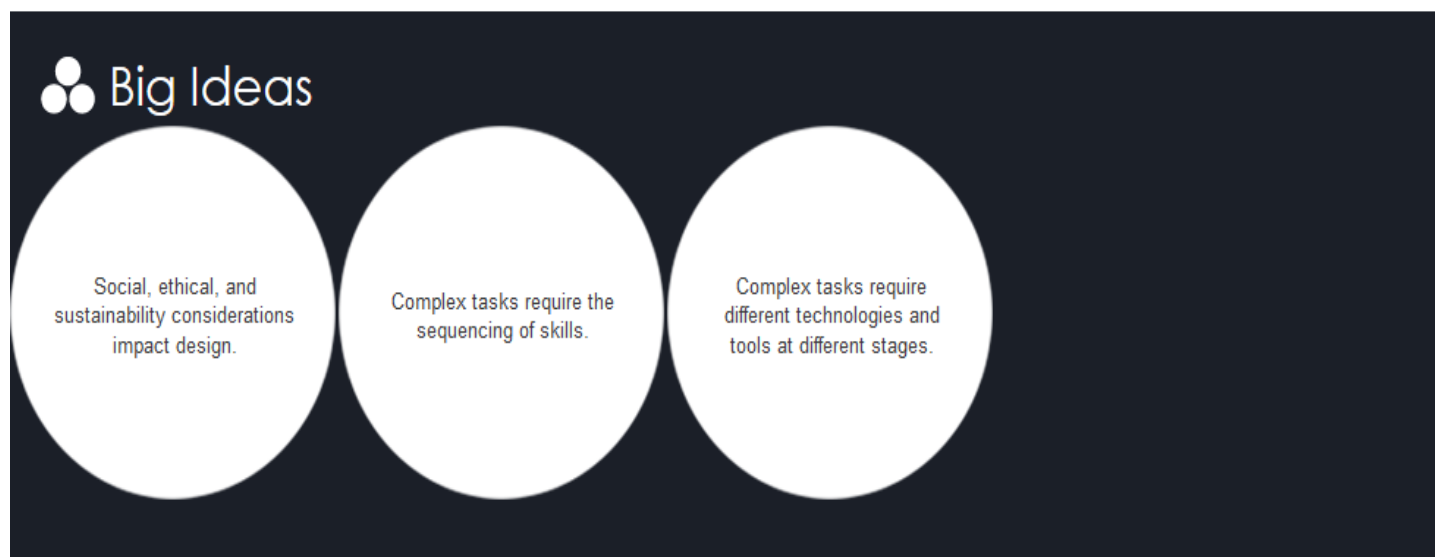 Big Ideas
Social, ethical, and
sustainability considerations
impact design.
Complex tasks require the
sequencing of skills.
Complex tasks require
different technologies and
tools at different stages.